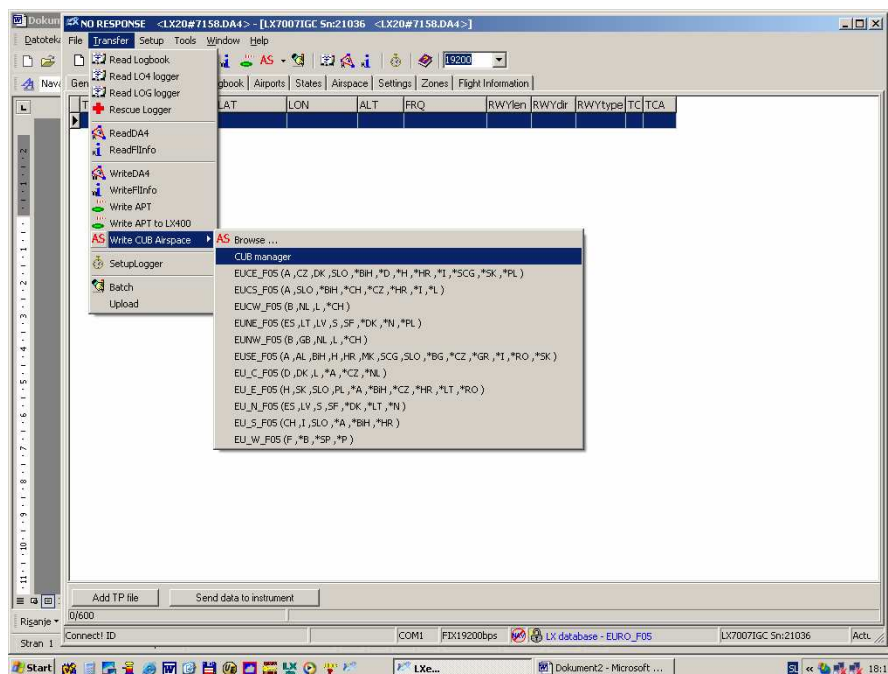 Dokum
NO RESPONSE <LX20#7158.DA4> - [LX7007IGC Sn:21036 <LX20#7158.DA4>]
Datoteka
File Transfer Setup Tools Window Help
AS
19200
Nava
Gen
gbook Airports States Airspace Settings Zones Flight Information
T
LAT LON ALT FRQ RWYlen RWYdir RWYtype TC TCA
Read Logbook
Read LO4 logger
Read LOG logger
Rescue Logger
ReadDA4
ReadFlInfo
WriteDA4
WriteFlInfo
Write APT
Write APT to LX400
AS Write CUB Airspace
SetupLogger
Batch
Upload
AS Browse ...
CUB manager
EUCE_F05 (A ,CZ ,DK ,SLO ,*BIH ,*D ,*H ,*HR ,*I ,*SCG ,*SK ,*PL )
EUCS_F05 (A ,SLO ,*BIH ,*CH ,*CZ ,*HR ,*I ,*L )
EUCW_F05 (B ,NL ,L ,*CH )
EUNE_F05 (ES ,LT ,LV ,S ,SF ,*DK ,*N ,*PL )
EUNW_F05 (B ,GB ,NL ,L ,*CH )
EUSE_F05 (A ,AL ,BIH ,H ,HR ,MK ,SCG ,SLO ,*BG ,*CZ ,*GR ,*I ,*RO ,*SK )
EU_C_F05 (D ,DK ,L ,*A ,*CZ ,*NL )
EU_E_F05 (H ,SK ,SLO ,PL ,*A ,*BIH ,*CZ ,*HR ,*LT ,*RO )
EU_N_F05 (ES ,LV ,S ,SF ,*DK ,*LT ,*N )
EU_S_F05 (CH ,I ,SLO ,*A ,*BIH ,*HR )
EU_W_F05 (F ,*B ,*SP ,*P )
Add TP file Send data to instrument
0/600
Risanje
Connect! ID COM1 FIX19200bps LX database - EURO_F05 LX7007IGC Sn:21036 Actu
Stran 1
Start LXe... Dokument2 - Microsoft ... SL « 18:1